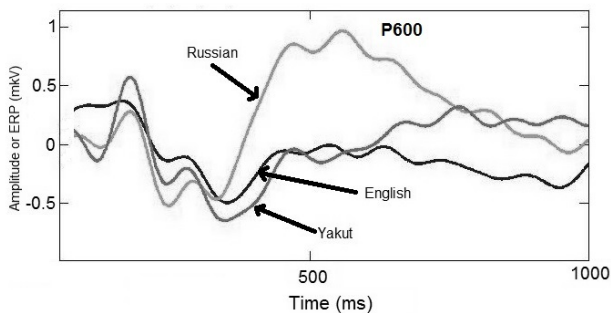 1
P600
Russian
0.5
Amplitude or ERP (mkV)
0
English
-0.5
Yakut
500
1000
Time (ms)